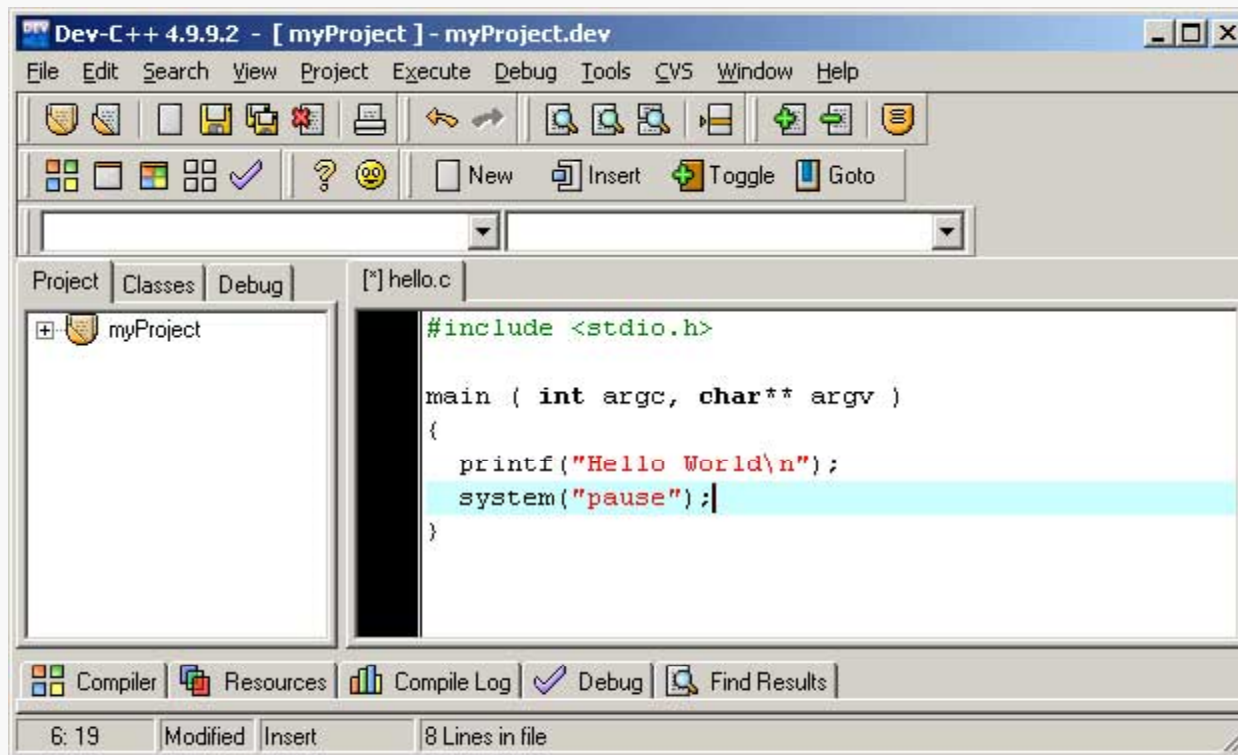 Dev-C++ 4.9.9.2 - [ myProject ] - myProject.dev
File Edit Search View Project Execute Debug Tools CVS Window Help
New Insert Toggle Goto
Project Classes Debug
[*] hello.c
myProject
#include <stdio.h>
main ( int argc, char** argv )
{
printf("Hello World\n");
system("pause");
}
Compiler Resources Compile Log Debug Find Results
6: 19 Modified Insert 8 Lines in file